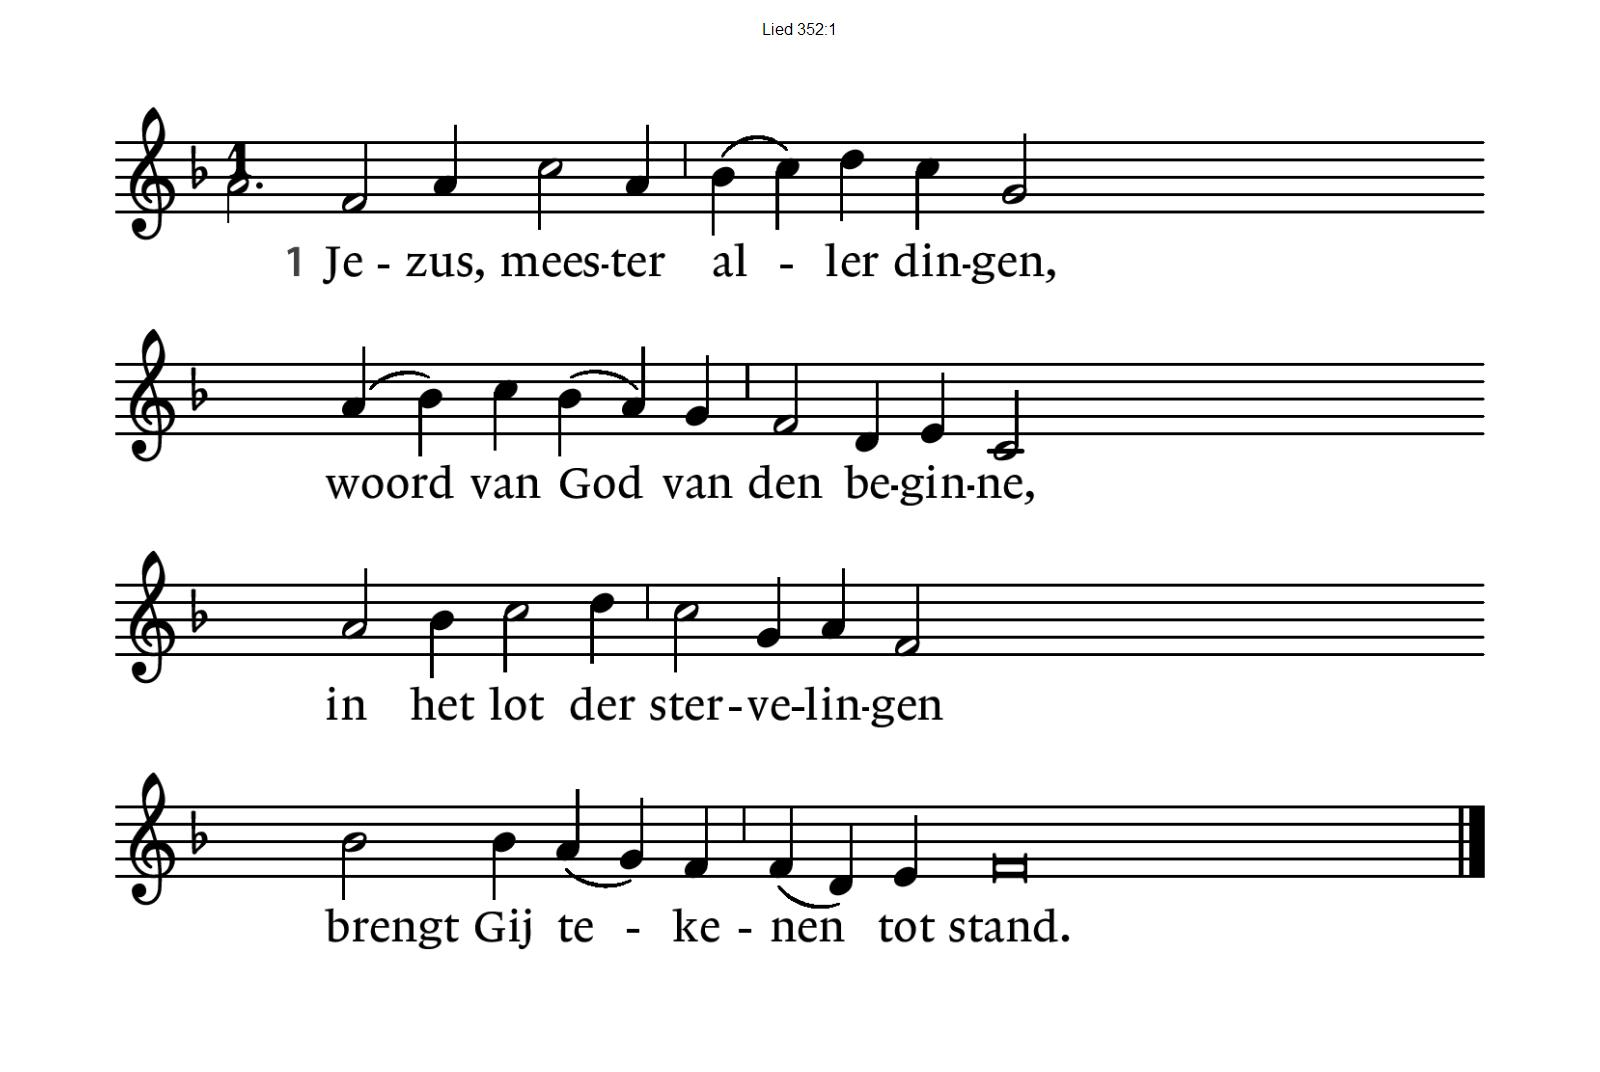 Lied 352:1
1
1 Je - zus, mees-ter al - ler din-gen,
woord van God van den be-gin-ne,
in het lot der ster-ve-lin-gen
brengt Gij te - ke - nen tot stand.